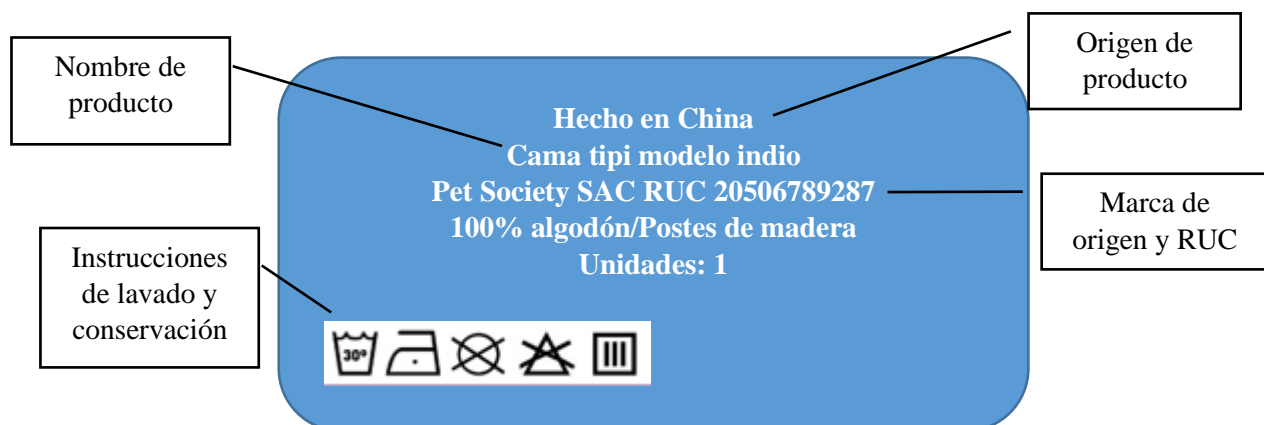 Nombre de
producto
Origen de
producto
Hecho en China
Cama tipi modelo indio
Pet Society SAC RUC 20506789287
100% algodón/Postes de madera
Unidades: 1
Marca de
origen y RUC
Instrucciones
de lavado y
conservación
30º